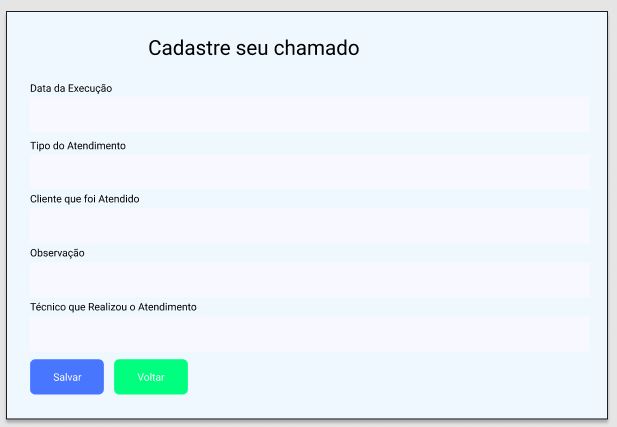 Cadastre seu chamado
Data da Execução
Tipo do Atendimento
Cliente que foi Atendido
Observação
Técnico que Realizou o Atendimento
Salvar
Voltar